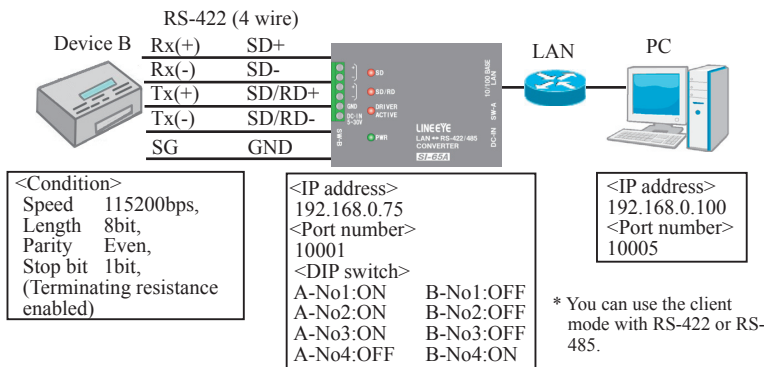 RS-422 (4 wire)
Device B
Rx(+) SD+
Rx(-) SD-
Tx(+) SD/RD+
Tx(-) SD/RD-
SG GND
SD
SD/RD
DRIVER
ACTIVE
PWR
GND
DC-IN
5-30V
SW-B
LINEEYE
LAN ⇔ RS-422/485
CONVERTER
SI-65A
10/100 BASE
LAN
SW-A
DC-IN
LAN
PC
<Condition>
Speed 115200bps,
Length 8bit,
Parity Even,
Stop bit 1bit,
(Terminating resistance
enabled)
<IP address>
192.168.0.75
<Port number>
10001
<DIP switch>
A-No1:ON B-No1:OFF
A-No2:ON B-No2:OFF
A-No3:ON B-No3:OFF
A-No4:OFF B-No4:ON
<IP address>
192.168.0.100
<Port number>
10005
* You can use the client
mode with RS-422 or RS-
485.